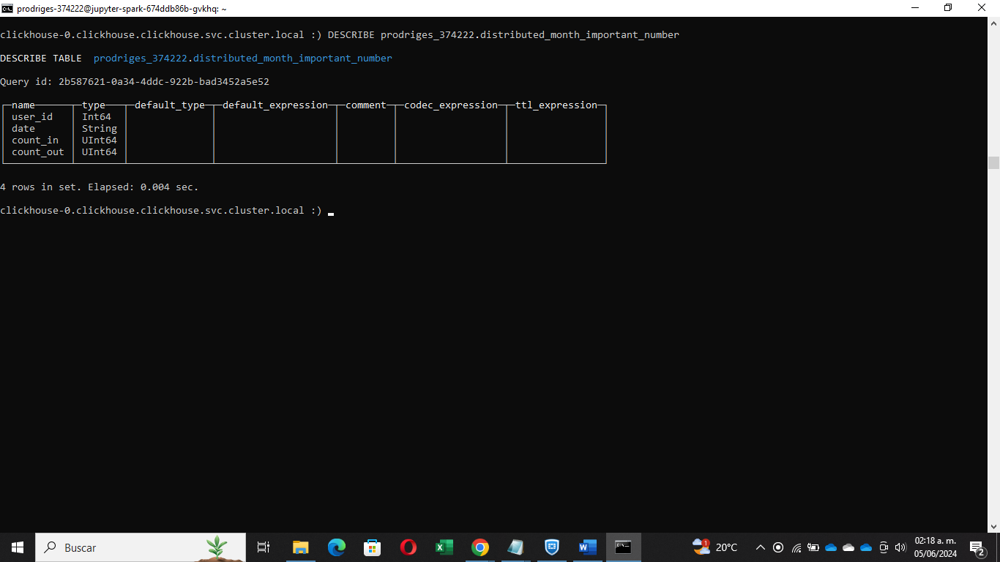 prodriges-374222@jupyter-spark-674ddb86b-gvkhq: ~
clickhouse-0.clickhouse.clickhouse.svc.cluster.local :) DESCRIBE prodriges_374222.distributed_month_important_number
DESCRIBE TABLE prodriges_374222.distributed_month_important_number
Query id: 2b587621-0a34-4ddc-922b-bad3452a5e52
name type default_type default_expression comment codec_expression ttl_expression
user_id Int64
date String
count_in UInt64
count_out UInt64
4 rows in set. Elapsed: 0.004 sec.
clickhouse-0.clickhouse.clickhouse.svc.cluster.local :)
Buscar
1
20°C
02:18 a. m.
05/06/2024
2